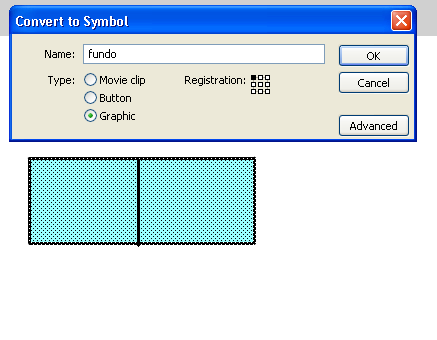 Convert to Symbol
Name: fundo
OK
Type: Movie clip Registration:
Cancel
Button
Graphic
Advanced